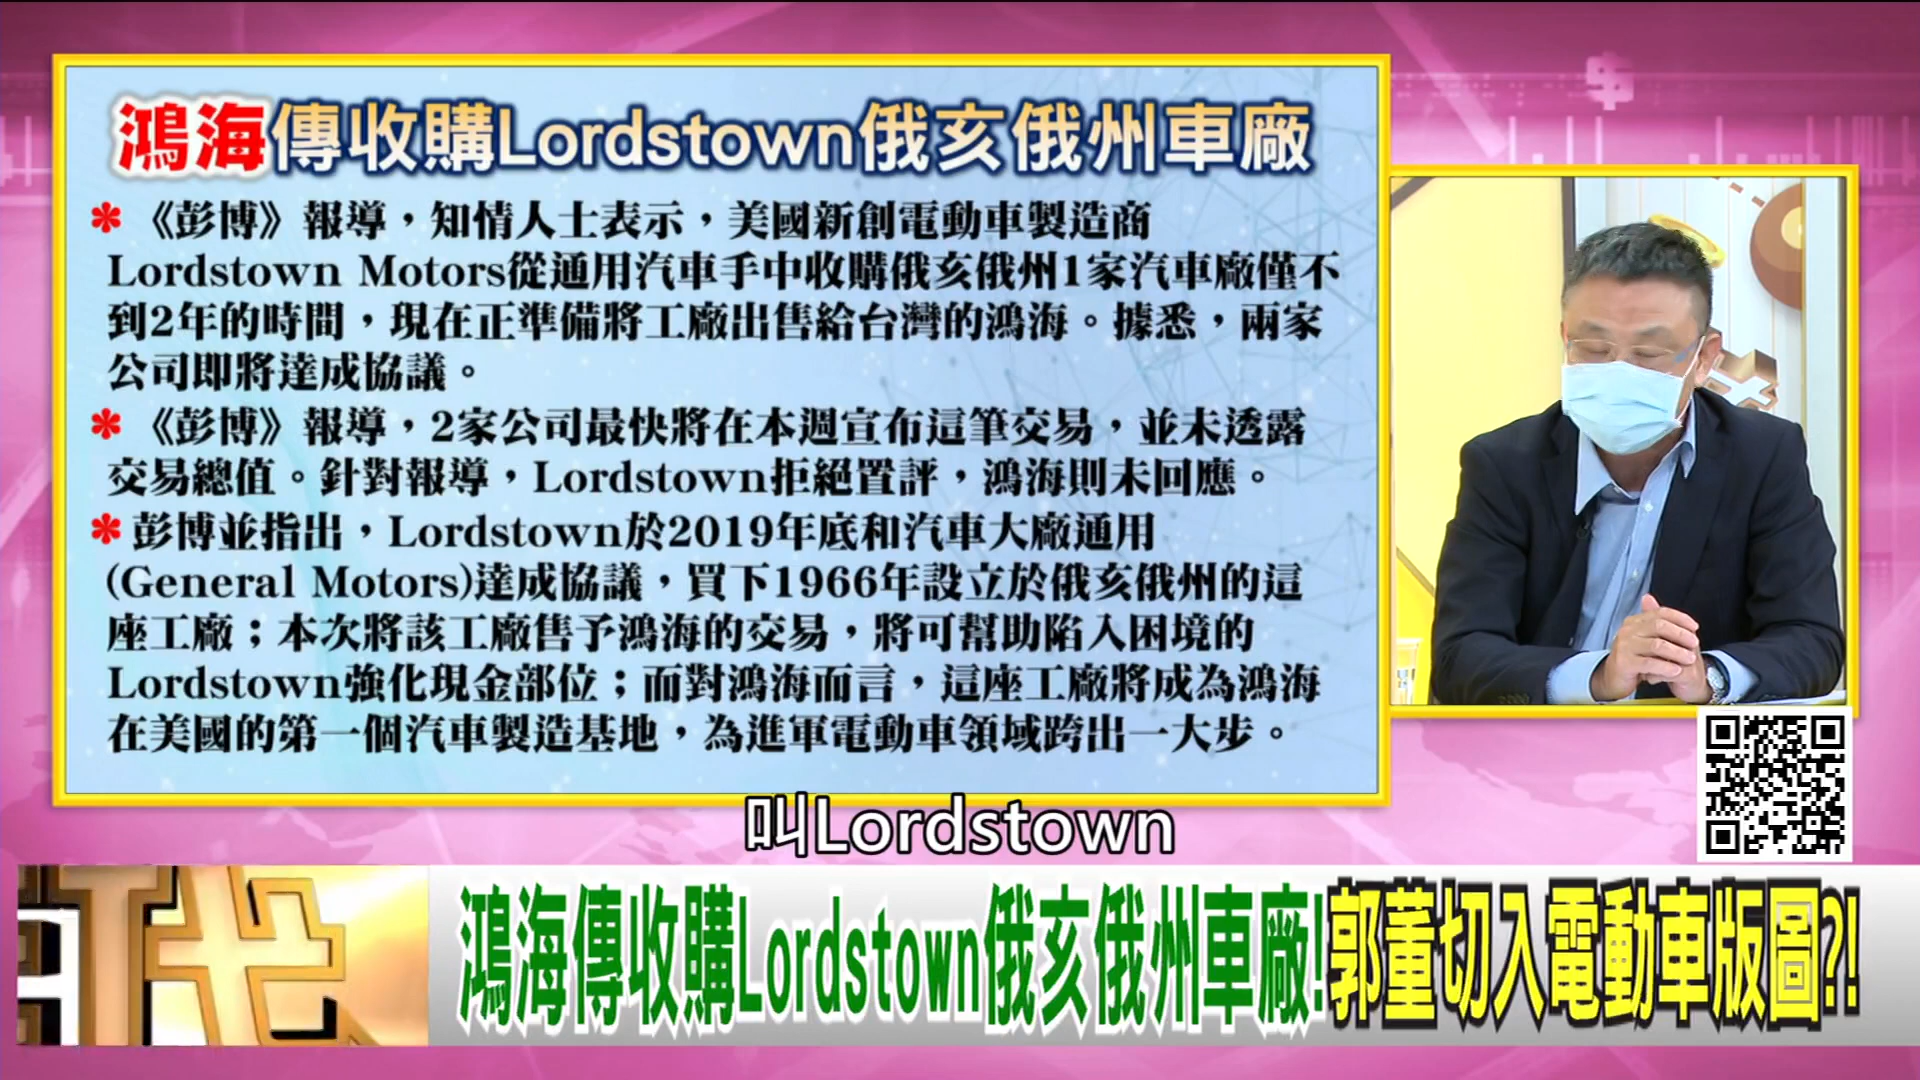 鴻海傳收購Lordstown俄亥俄州車廠
* 《彭博》報導，知情人士表示，美國新創電動車製造商
Lordstown Motors從通用汽車手中收購俄亥俄州1家汽車廠僅不
到2年的時間，現在正準備將工廠出售給台灣的鴻海。據悉，兩家
公司即將達成協議。
* 《彭博》報導，2家公司最快將在本週宣布這筆交易，並未透露
交易總值。針對報導，Lordstown拒絕置評，鴻海則未回應。
* 彭博並指出，Lordstown於2019年底和汽車大廠通用
(General Motors)達成協議，買下1966年設立於俄亥俄州的這
座工廠；本次將該工廠售予鴻海的交易，將可幫助陷入困境的
Lordstown強化現金部位；而對鴻海而言，這座工廠將成為鴻海
在美國的第一個汽車製造基地，為進軍電動車領域跨出一大步。
叫Lordstown
鴻海傳收購Lordstown俄亥俄州車廠!郭董切入電動車版圖?!